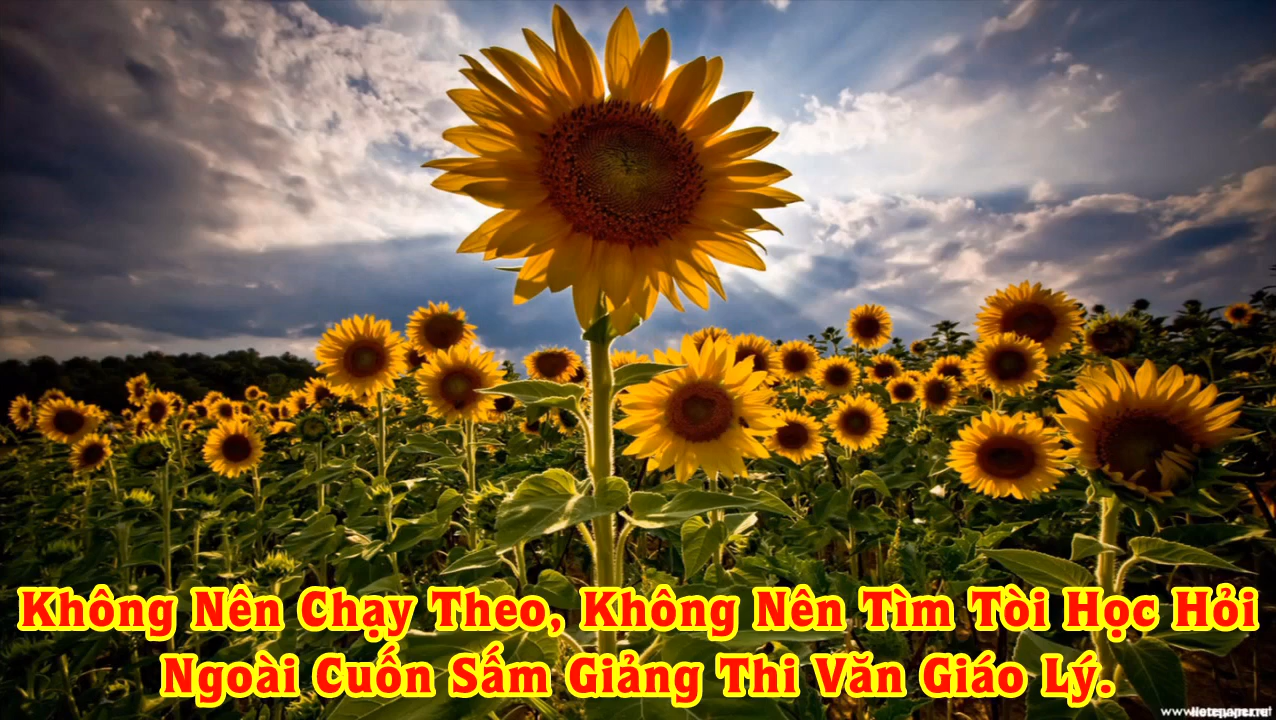 Không Nên Chạy Theo, Không Nên Tìm Tòi Học Hỏi
Ngoài Cuốn Sấm Giảng Thi Văn Giáo Lý.